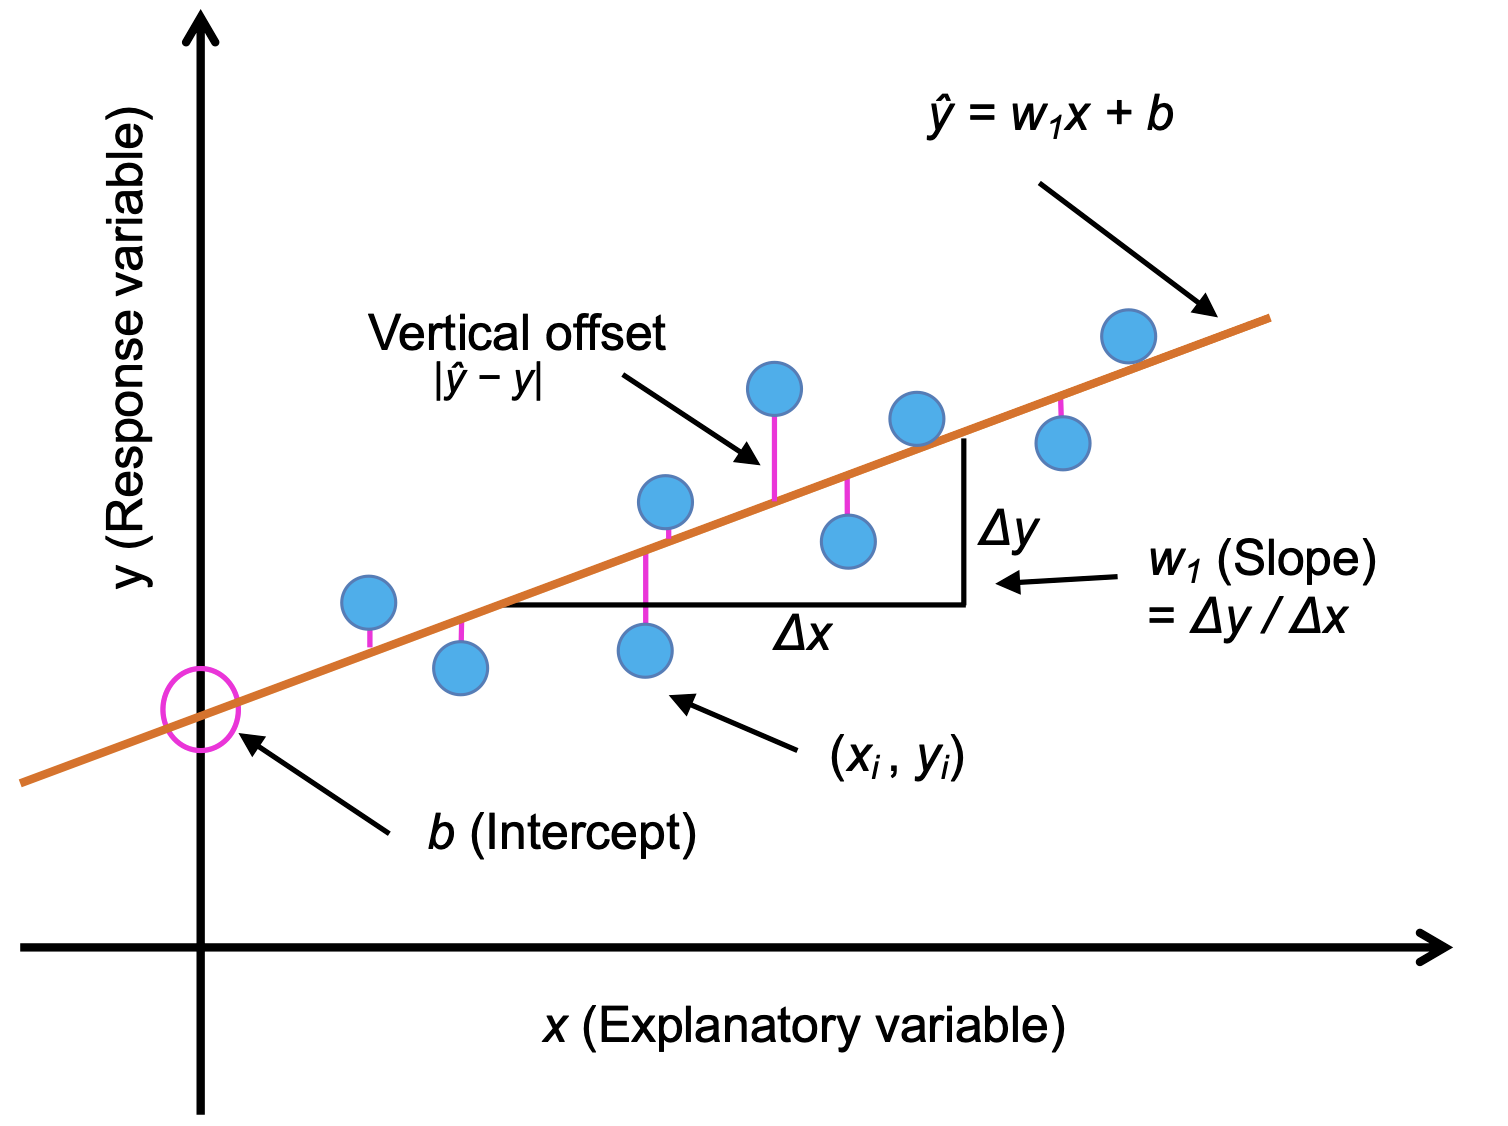 ŷ = w₁x + b
y (Response variable)
Vertical offset
|ŷ − y|
Δy
w₁ (Slope)
= Δy / Δx
Δx
(xᵢ , yᵢ)
b (Intercept)
x (Explanatory variable)